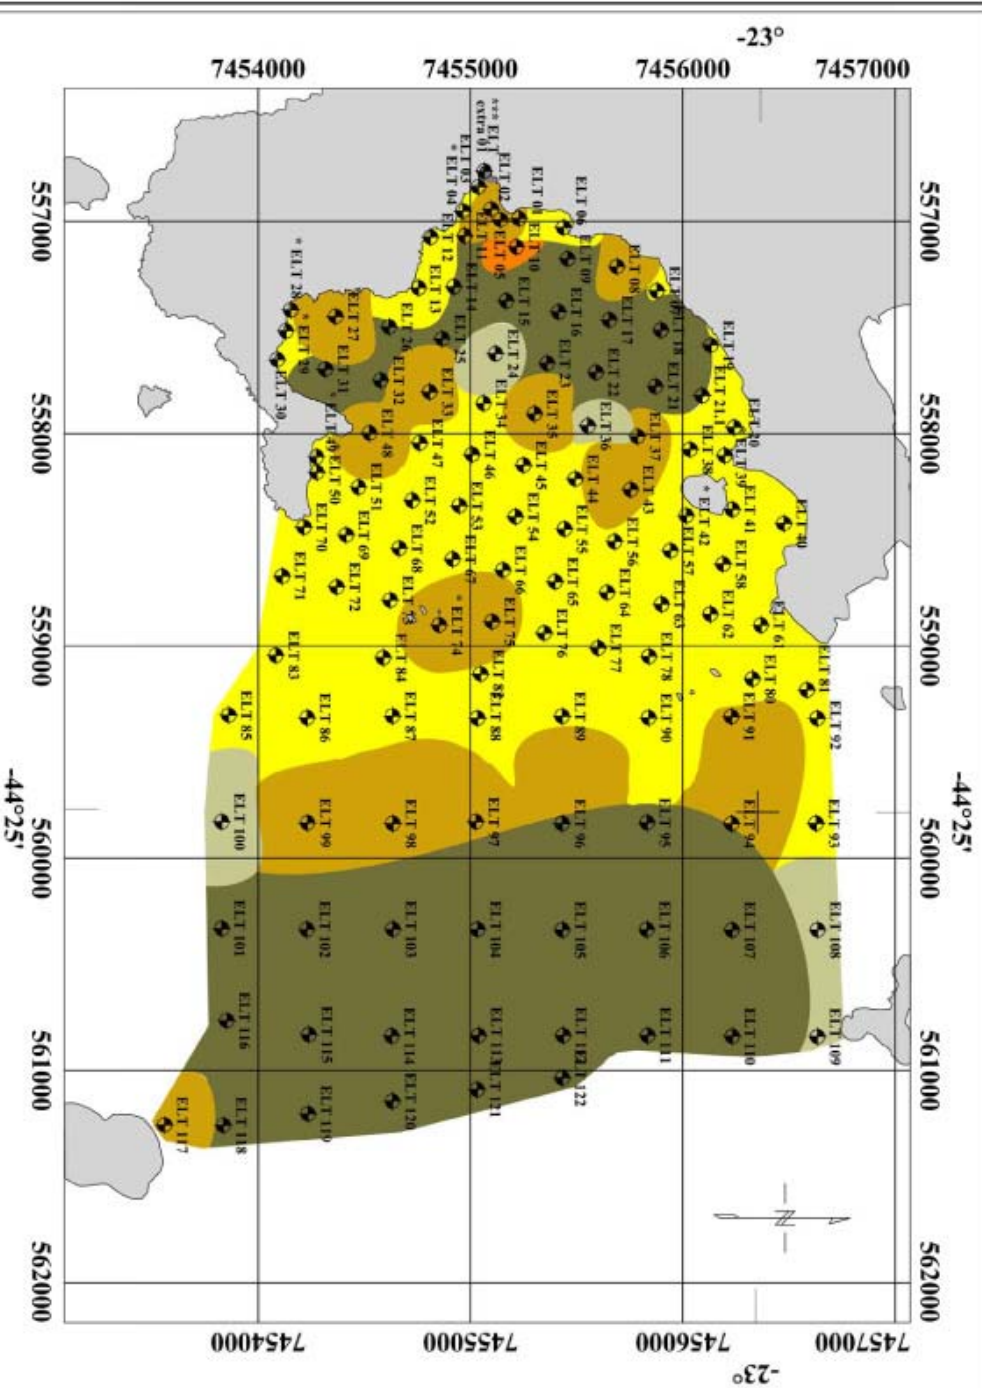 -23°
7454000
7455000
7456000
7457000
557000
558000
559000
560000
561000
562000
-44°25'
*** ELT
extra 01
ELT 02
ELT 03
* ELT 04
ELT 01
ELT 06
ELT 05
ELT 10
ELT 11
ELT 12
ELT 09
ELT 08
ELT 13
ELT 14
ELT 15
ELT 16
ELT 17
ELT 18
ELT 19
* ELT 28
ELT 27
ELT 26
ELT 25
ELT 24
ELT 23
ELT 22
ELT 21
ELT 21.1
ELT 20
* ELT 29
ELT 30
ELT 31
ELT 32
ELT 33
ELT 34
ELT 35
ELT 36
ELT 37
ELT 38
ELT 39
ELT 40
ELT 41
* ELT 42
ELT 43
ELT 44
ELT 45
ELT 46
ELT 47
ELT 48
ELT 50
ELT 51
ELT 52
ELT 53
ELT 54
ELT 55
ELT 56
ELT 57
ELT 58
ELT 61
ELT 62
ELT 63
ELT 64
ELT 65
ELT 66
ELT 67
ELT 68
ELT 69
ELT 70
ELT 71
ELT 72
ELT 73
* ELT 74
ELT 75
ELT 76
ELT 77
ELT 78
ELT 80
ELT 81
ELT 83
ELT 84
ELT 85
ELT 86
ELT 87
ELT 88
ELT 89
ELT 90
ELT 91
ELT 92
ELT 93
ELT 94
ELT 95
ELT 96
ELT 97
ELT 98
ELT 99
ELT 100
ELT 101
ELT 102
ELT 103
ELT 104
ELT 105
ELT 106
ELT 107
ELT 108
ELT 109
ELT 110
ELT 111
ELT 112
ELT 113
ELT 114
ELT 115
ELT 116
ELT 117
ELT 118
ELT 119
ELT 120
ELT 121
ELT 122
N
557000
558000
559000
560000
561000
562000
-44°25'
7454000
7455000
7456000
7457000
-23°